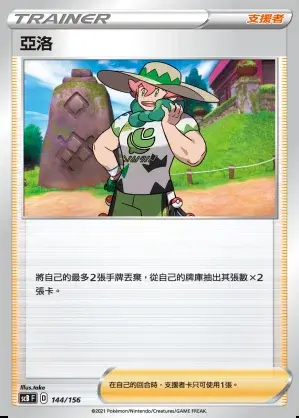 TRAINER 支援者
亞洛
將自己的最多2張手牌丟棄,從自己的牌庫抽出其張數×2
張卡。
Illus.take
在自己的回合時,支援者卡只可使用1張。
F D 144/156
©2021 Pokémon/Nintendo/Creatures/GAME FREAK.